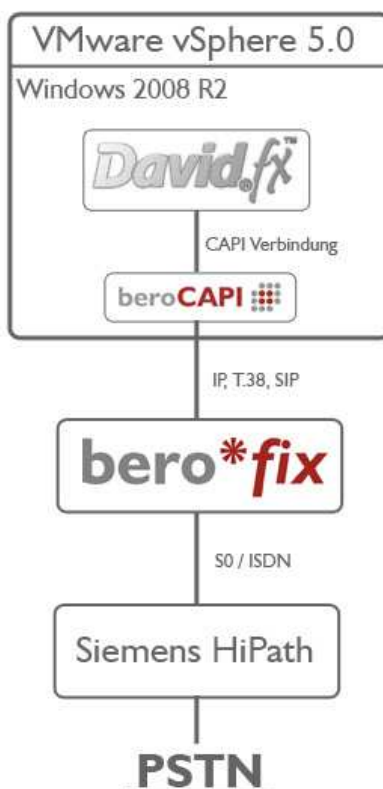 VMware vSphere 5.0
Windows 2008 R2
David.fx™
CAPI Verbindung
beroCAPI
IP, T.38, SIP
bero*fix
S0 / ISDN
Siemens HiPath
PSTN